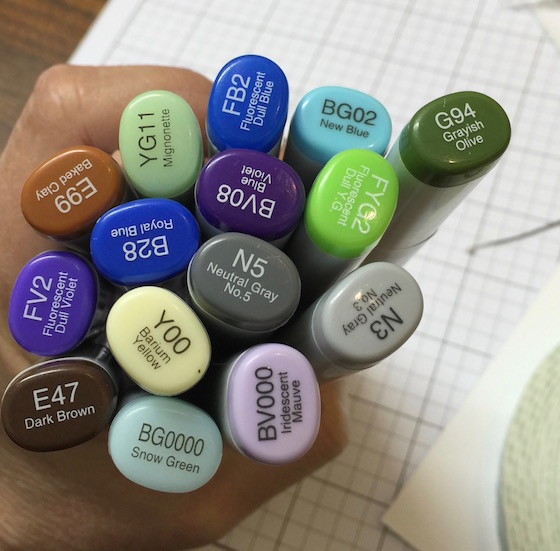 FB2
Fluorescent
Dull Blue
BG02
New Blue
G94
Grayish
Olive
YG11
Mignonette
E99
Baked Clay
BV08
Blue
Violet
FYG2
Fluorescent
Dull Y.G.
B28
Royal Blue
FV2
Fluorescent
Dull Violet
N5
Neutral Gray
No.5
N3
Neutral Gray
No.3
Y00
Barium
Yellow
E47
Dark Brown
BV000
Iridescent
Mauve
BG0000
Snow Green